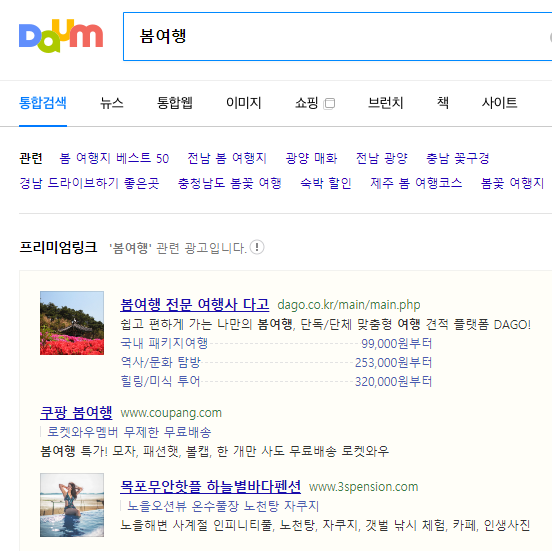 Daum
봄여행
통합검색 뉴스 통합웹 이미지 쇼핑 브런치 책 사이트
관련 봄 여행지 베스트 50 전남 봄 여행지 광양 매화 전남 광양 충남 꽃구경
경남 드라이브하기 좋은곳 충청남도 봄꽃 여행 숙박 할인 제주 봄 여행코스 봄꽃 여행지
프리미엄링크 '봄여행' 관련 광고입니다.
봄여행 전문 여행사 다고 dago.co.kr/main/main.php
쉽고 편하게 가는 나만의 봄여행, 단독/단체 맞춤형 여행 견적 플랫폼 DAGO!
국내 패키지여행 99,000원부터
역사/문화 탐방 253,000원부터
힐링/미식 투어 320,000원부터
쿠팡 봄여행 www.coupang.com
로켓와우멤버 무제한 무료배송
봄여행 특가! 모자, 패션햇, 볼캡, 한 개만 사도 무료배송 로켓와우
목포무안핫플 하늘별바다펜션 www.3spension.com
노을오션뷰 온수풀장 노천탕 자쿠지
노을해변 사계절 인피니티풀, 노천탕, 자쿠지, 갯벌 낚시 체험, 카페, 인생사진